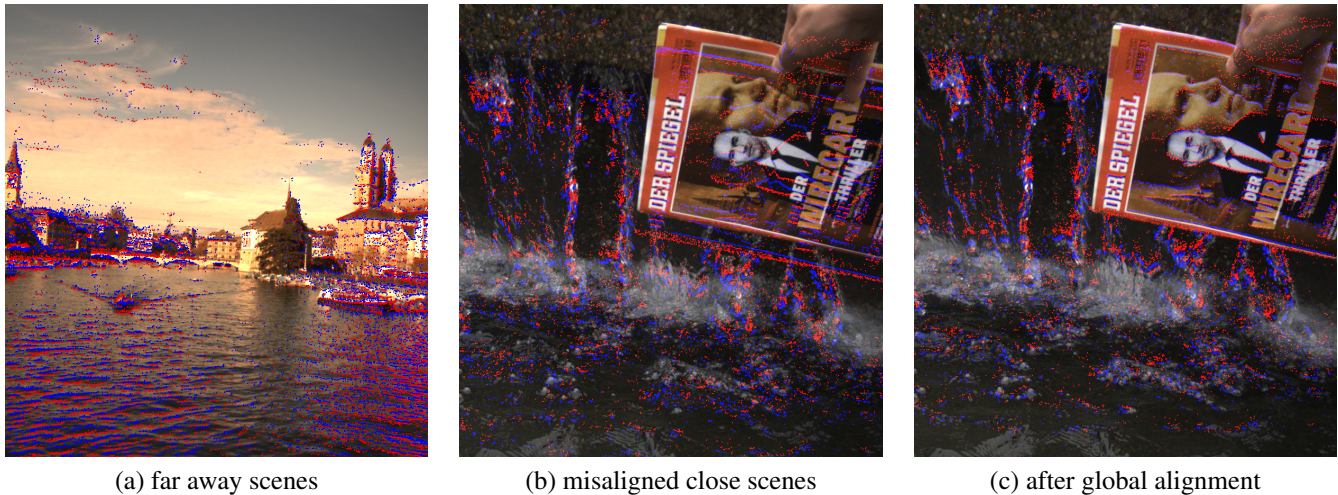 DER SPIEGEL
DER
WIRECARD
THRILLER
DER SPIEGEL
DER
WIRECARD
THRILLER
(a) far away scenes
(b) misaligned close scenes
(c) after global alignment